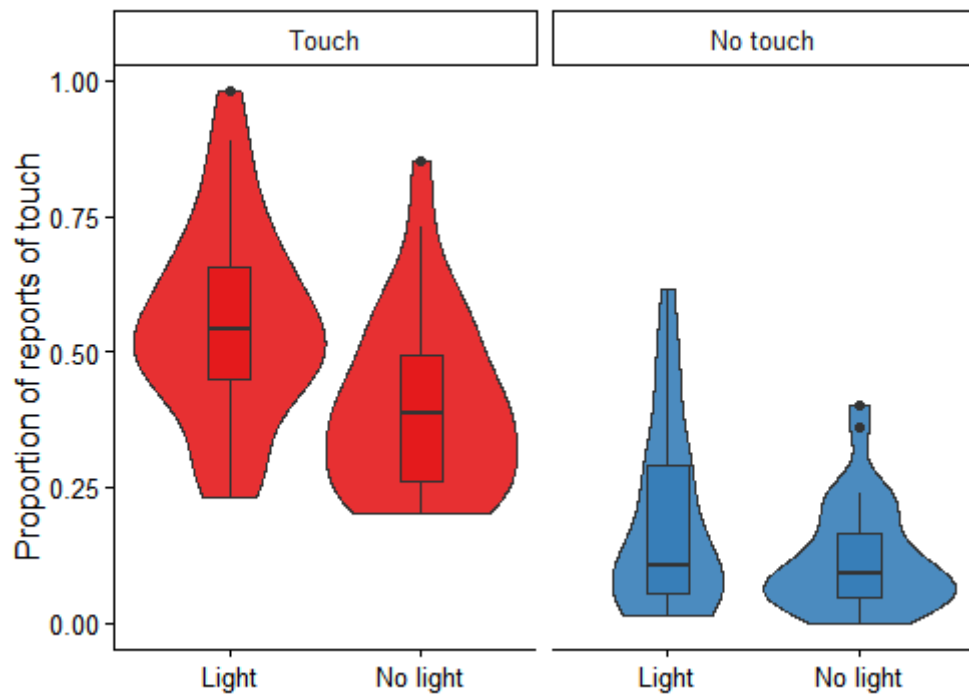 Touch
No touch
Proportion of reports of touch
1.00
0.75
0.50
0.25
0.00
Light
No light
Light
No light